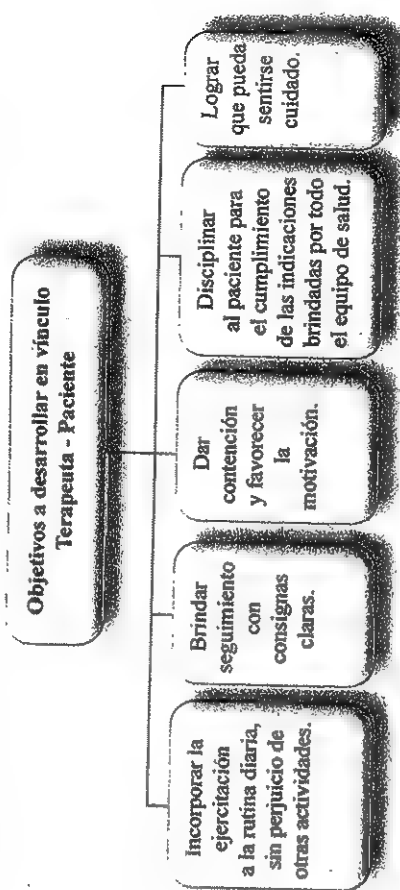 Objetivos a desarrollar en vínculo
Terapeuta - Paciente
Incorporar la
ejercitación
a la rutina diaria,
sin perjuicio de
otras actividades.
Brindar
seguimiento
con
consignas
claras.
Dar
contención
y favorecer
la
motivación.
Disciplinar
al paciente para
el cumplimiento
de las indicaciones
brindadas por todo
el equipo de salud.
Lograr
que pueda
sentirse
cuidado.